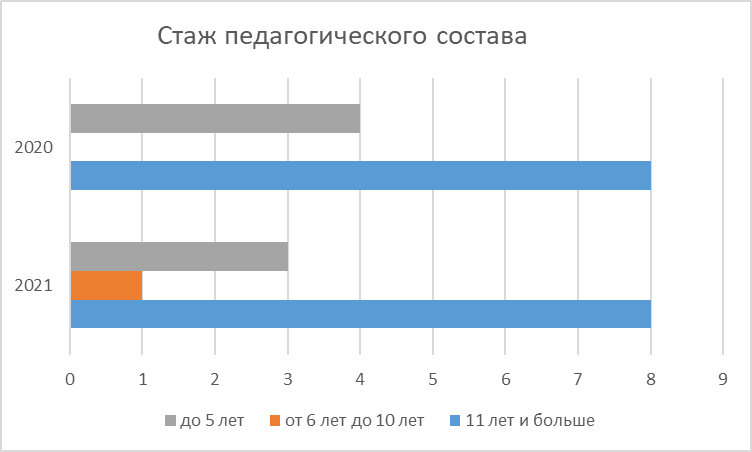 Стаж педагогического состава
2020
2021
0 1 2 3 4 5 6 7 8 9
до 5 лет от 6 лет до 10 лет 11 лет и больше